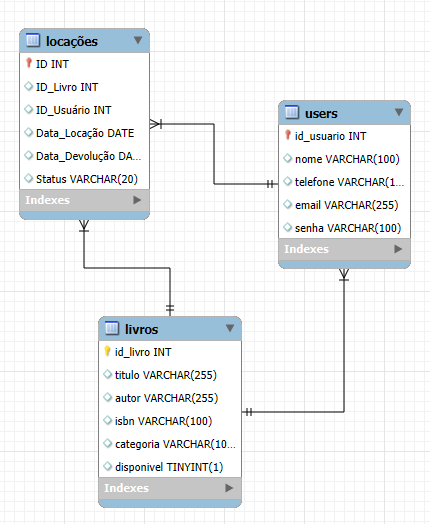 locações
ID INT
ID_Livro INT
ID_Usuário INT
Data_Locação DATE
Data_Devolução DA...
Status VARCHAR(20)
Indexes
users
id_usuario INT
nome VARCHAR(100)
telefone VARCHAR(1...
email VARCHAR(255)
senha VARCHAR(100)
Indexes
livros
id_livro INT
titulo VARCHAR(255)
autor VARCHAR(255)
isbn VARCHAR(100)
categoria VARCHAR(10...
disponivel TINYINT(1)
Indexes